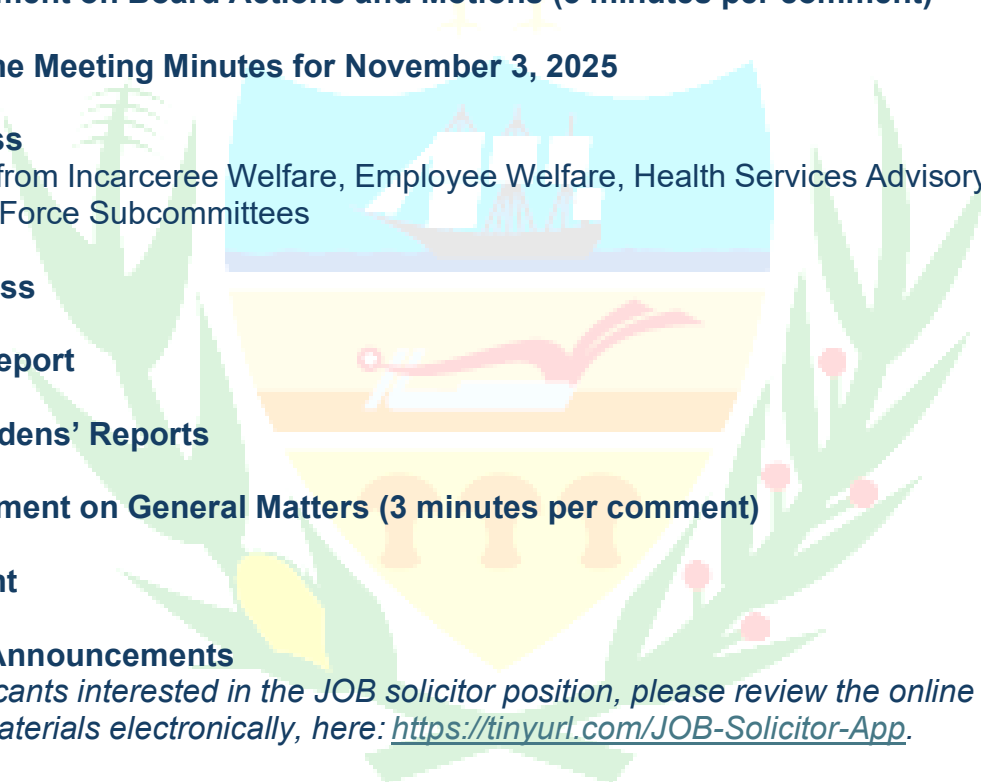 ment on Board Actions and Motions (3 minutes per comment)
ne Meeting Minutes for November 3, 2025
ss
from Incarceree Welfare, Employee Welfare, Health Services Advisory
Force Subcommittees
ss
eport
dens’ Reports
ment on General Matters (3 minutes per comment)
nt
Announcements
cants interested in the JOB solicitor position, please review the online
aterials electronically, here: https://tinyurl.com/JOB-Solicitor-App.